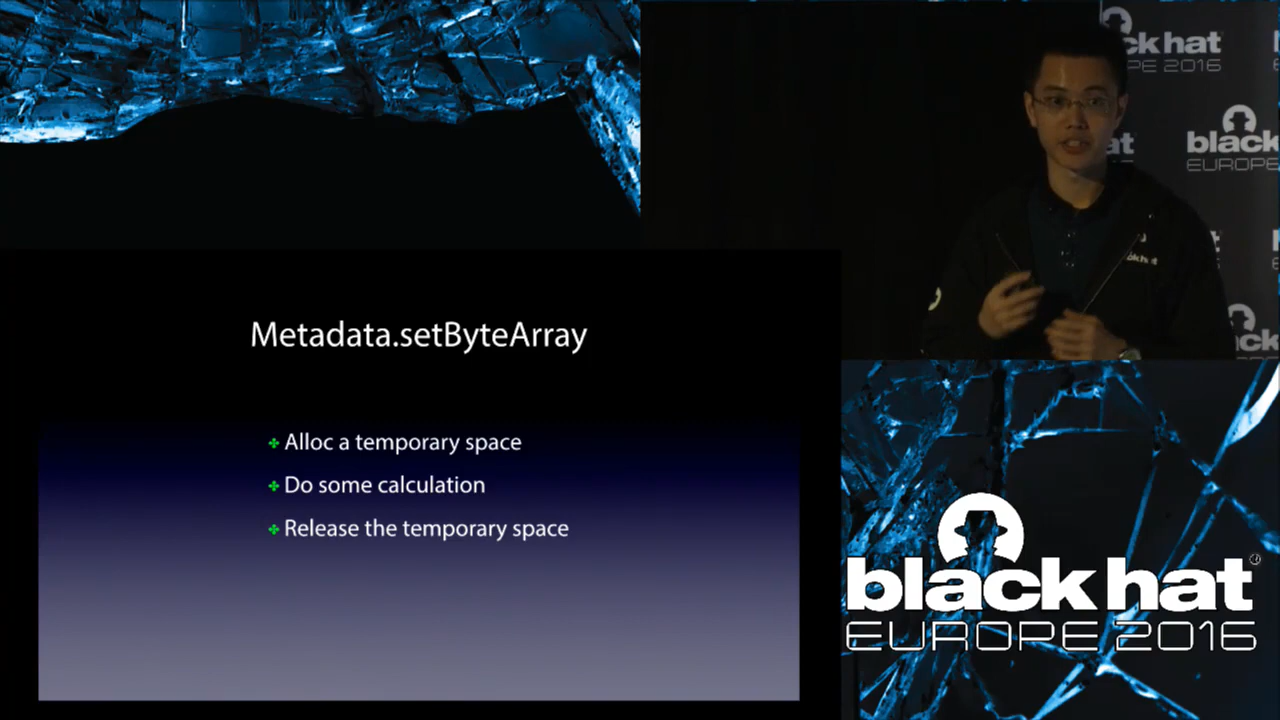 black hat
EUROPE 2016
Metadata.setByteArray
Alloc a temporary space
Do some calculation
Release the temporary space
black hat
EUROPE 2016